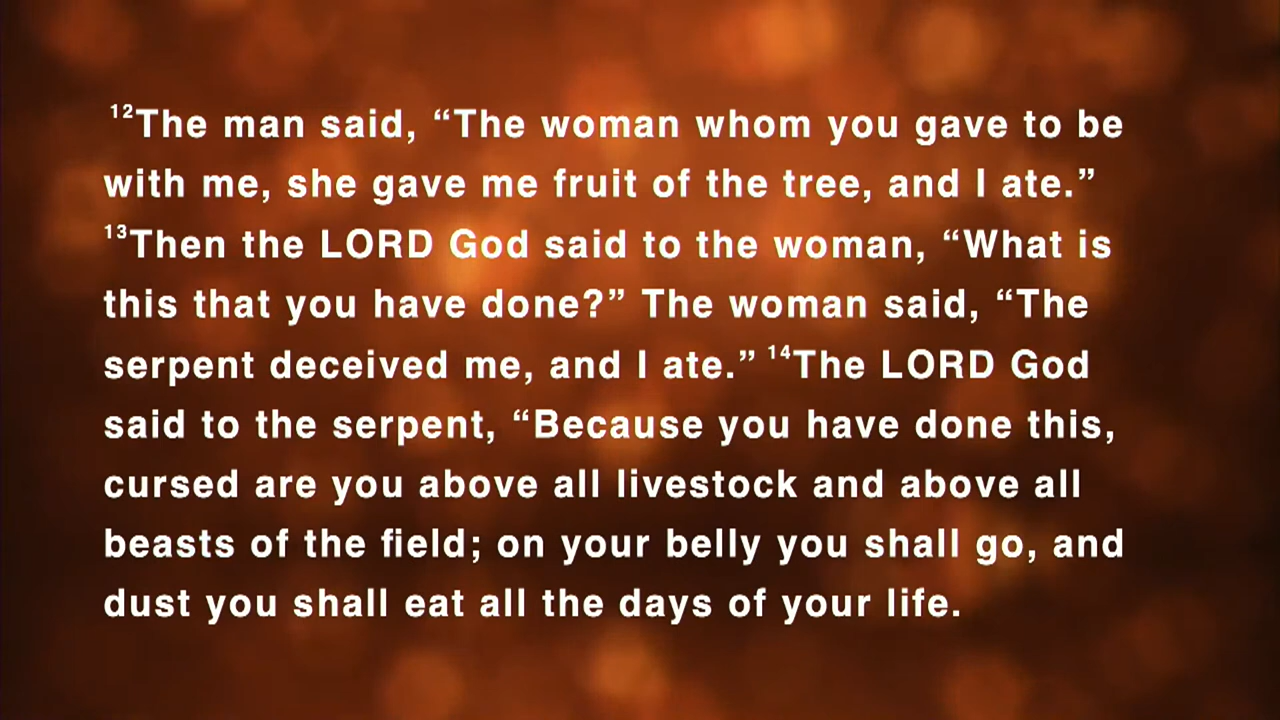 ¹²The man said, “The woman whom you gave to be
with me, she gave me fruit of the tree, and I ate.”
¹³Then the LORD God said to the woman, “What is
this that you have done?” The woman said, “The
serpent deceived me, and I ate.” ¹⁴The LORD God
said to the serpent, “Because you have done this,
cursed are you above all livestock and above all
beasts of the field; on your belly you shall go, and
dust you shall eat all the days of your life.